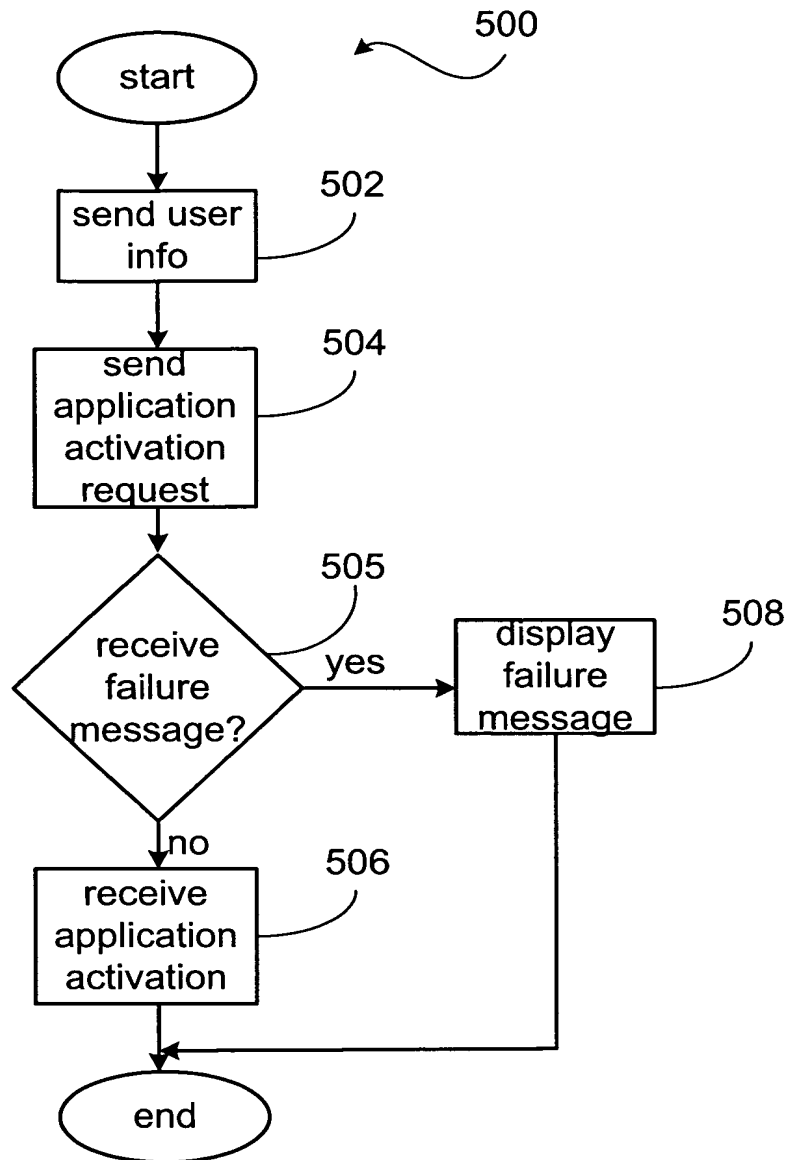 500
start
502
send user
info
504
send
application
activation
request
505
receive
failure
message?
yes
508
display
failure
message
no
506
receive
application
activation
end